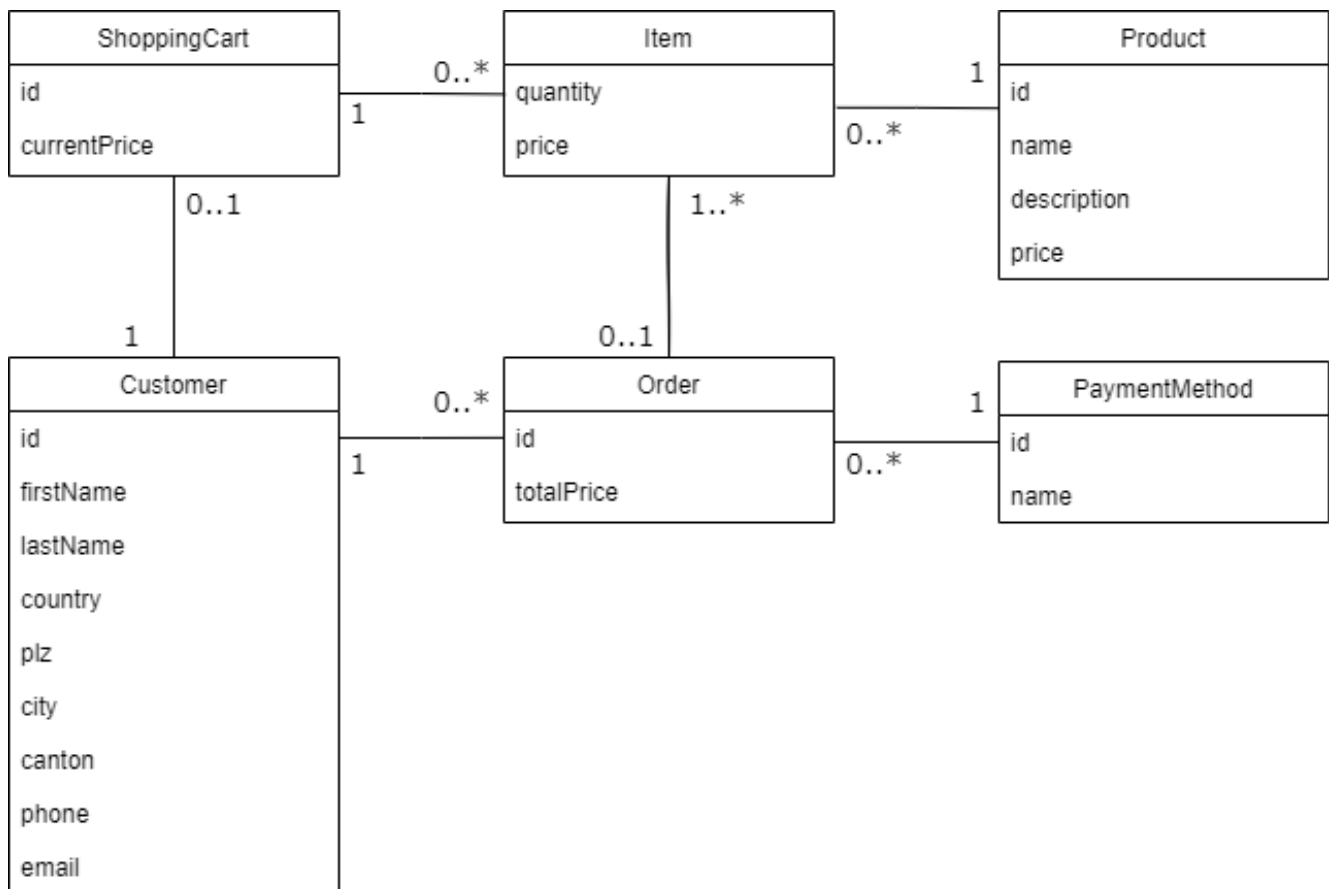 ShoppingCart
id
currentPrice
0..*
1
Item
quantity
price
1
0..*
Product
id
name
description
price
0..1
1
1..*
0..1
Customer
id
firstName
lastName
country
plz
city
canton
phone
email
0..*
1
Order
id
totalPrice
1
0..*
PaymentMethod
id
name